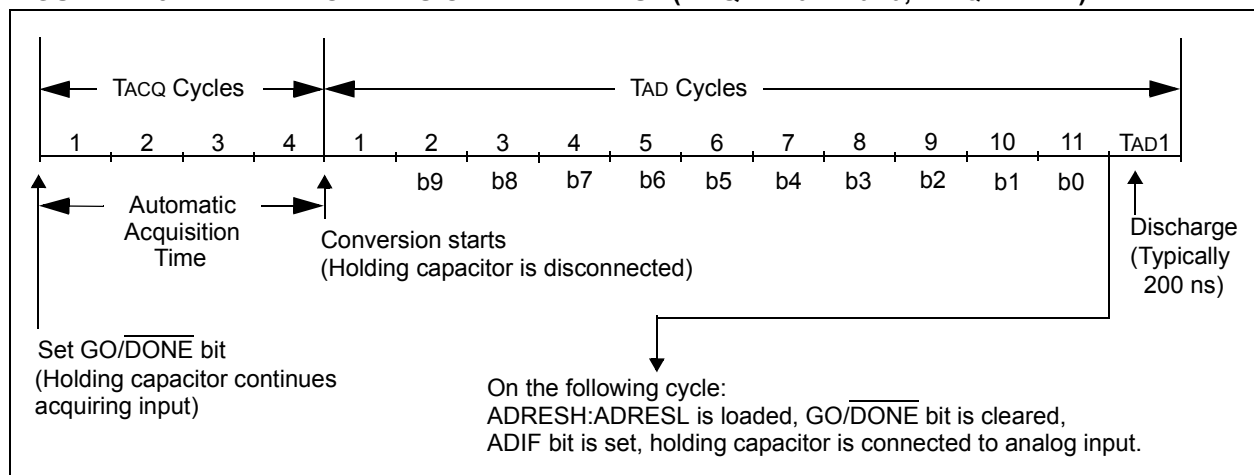 TACQ Cycles TAD Cycles
1 2 3 4 1 2 3 4 5 6 7 8 9 10 11 TAD1
b9 b8 b7 b6 b5 b4 b3 b2 b1 b0
Automatic
Acquisition
Time
Conversion starts
(Holding capacitor is disconnected)
Discharge
(Typically
200 ns)
Set GO/DONE bit
(Holding capacitor continues
acquiring input)
On the following cycle:
ADRESH:ADRESL is loaded, GO/DONE bit is cleared,
ADIF bit is set, holding capacitor is connected to analog input.